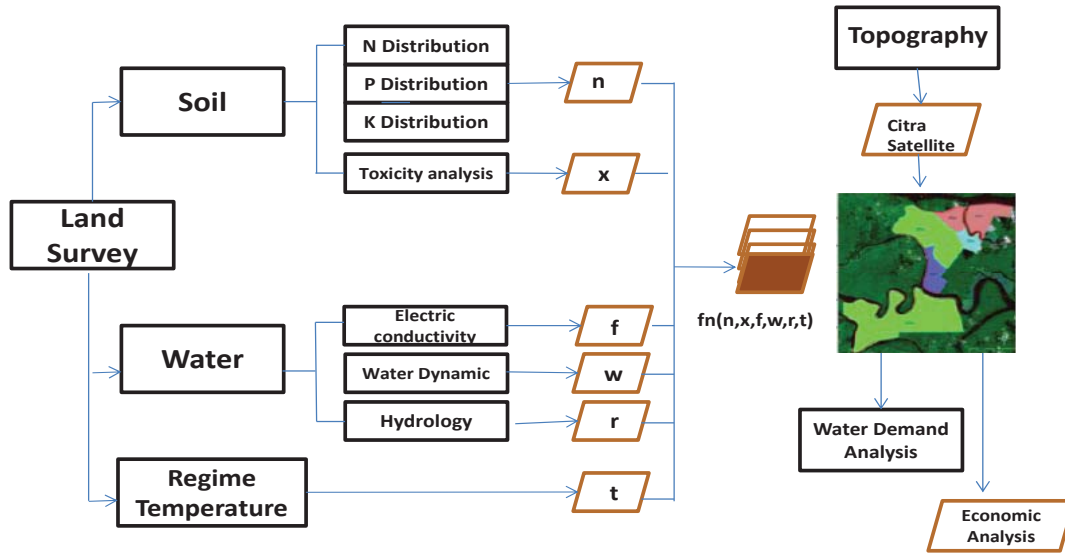 N Distribution
P Distribution
K Distribution
Toxicity analysis
Soil
n
x
Land
Survey
Water
Electric
conductivity
Water Dynamic
Hydrology
f
w
r
Regime
Temperature
t
fn(n,x,f,w,r,t)
Topography
Citra
Satellite
Water Demand
Analysis
Economic
Analysis